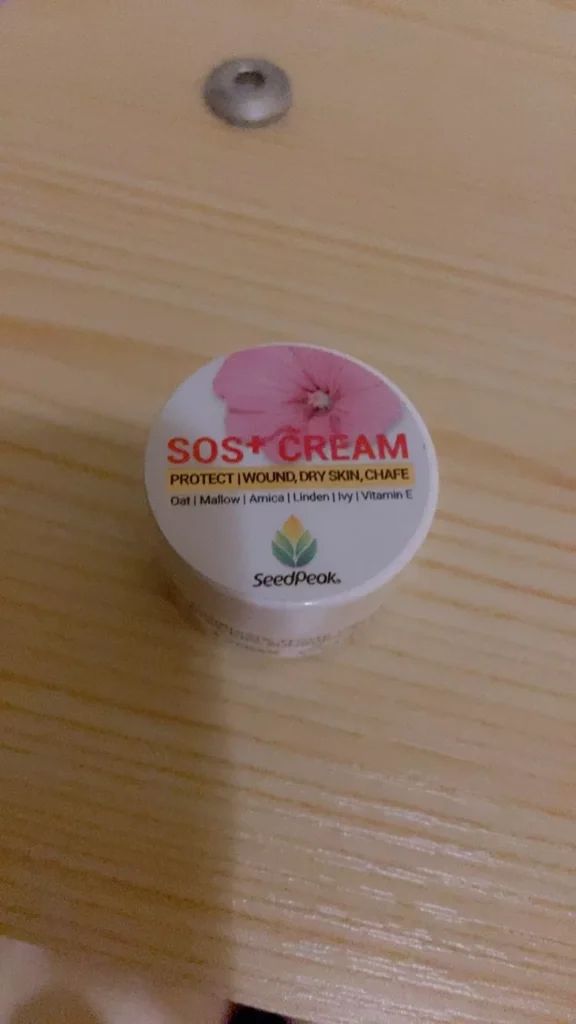 SOS+ CREAM
PROTECT | WOUND, DRY SKIN, CHAFE
Oat | Mallow | Arnica | Linden | Ivy | Vitamin E
SeedPeak®